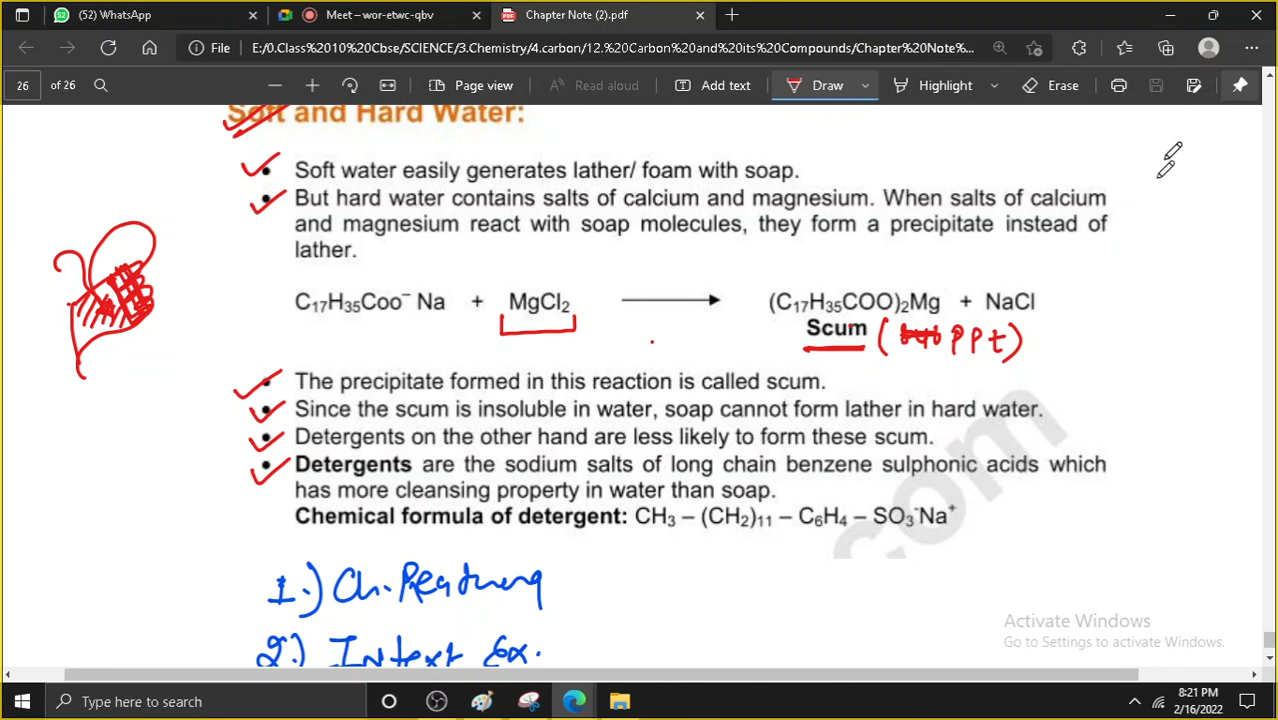 (52) WhatsApp
Meet – wor-etwc-qbv
Chapter Note (2).pdf
File
E:/0.Class%2010%20Cbse/SCIENCE/3.Chemistry/4.carbon/12.%20Carbon%20and%20its%20Compounds/Chapter%20Note%...
26 of 26
Page view
Read aloud
Add text
Draw
Highlight
Erase
Soft and Hard Water:
Soft water easily generates lather/ foam with soap.
But hard water contains salts of calcium and magnesium. When salts of calcium
and magnesium react with soap molecules, they form a precipitate instead of
lather.
C₁₇H₃₅Coo⁻ Na + MgCl₂ ⟶ (C₁₇H₃₅COO)₂Mg + NaCl
Scum ( PPt)
The precipitate formed in this reaction is called scum.
Since the scum is insoluble in water, soap cannot form lather in hard water.
Detergents on the other hand are less likely to form these scum.
Detergents are the sodium salts of long chain benzene sulphonic acids which
has more cleansing property in water than soap.
Chemical formula of detergent: CH₃ – (CH₂)₁₁ – C₆H₄ – SO₃⁻Na⁺
com
1.) Ch.
2.) Intext Ex.
Activate Windows
Go to Settings to activate Windows.
Type here to search
8:21 PM
2/16/2022